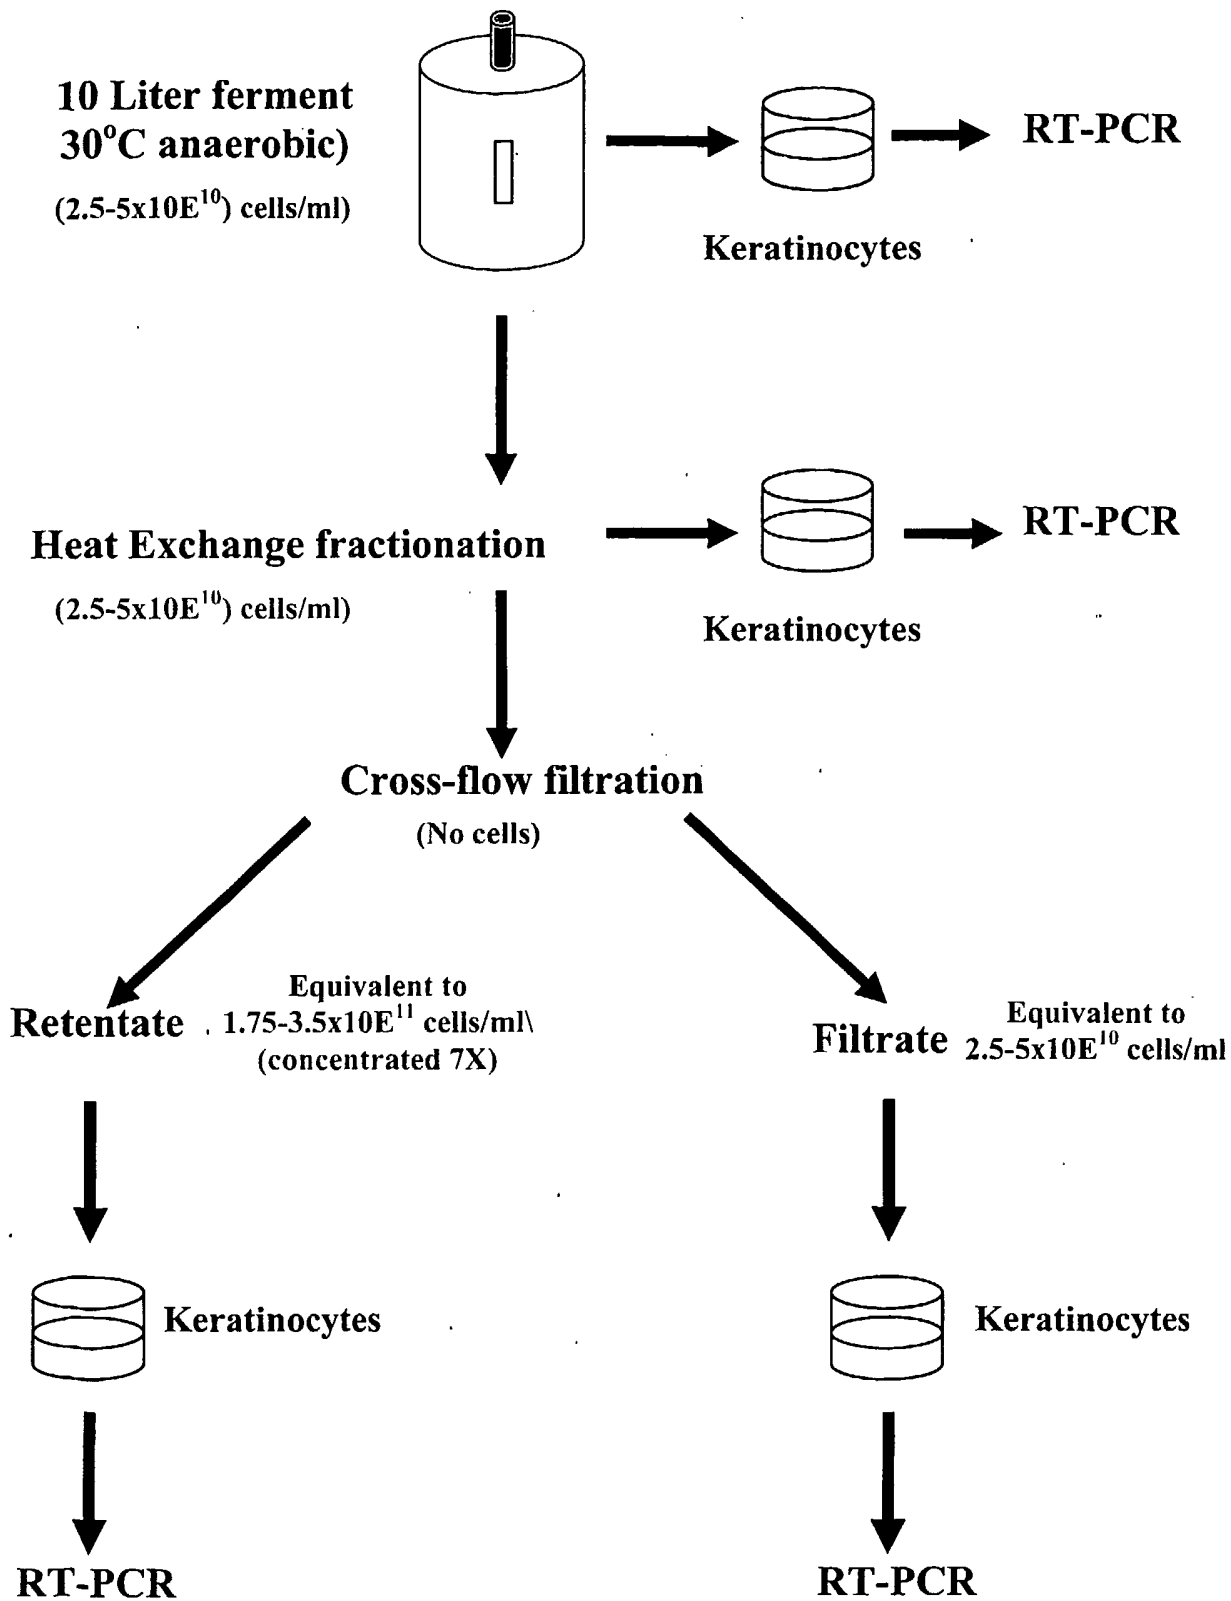 10 Liter ferment
30°C anaerobic)
(2.5-5x10E¹⁰) cells/ml)
RT-PCR
Keratinocytes
Heat Exchange fractionation
(2.5-5x10E¹⁰) cells/ml)
RT-PCR
Keratinocytes
Cross-flow filtration
(No cells)
Retentate
Equivalent to
1.75-3.5x10E¹¹ cells/ml\
(concentrated 7X)
Filtrate
Equivalent to
2.5-5x10E¹⁰ cells/ml
Keratinocytes
Keratinocytes
RT-PCR
RT-PCR